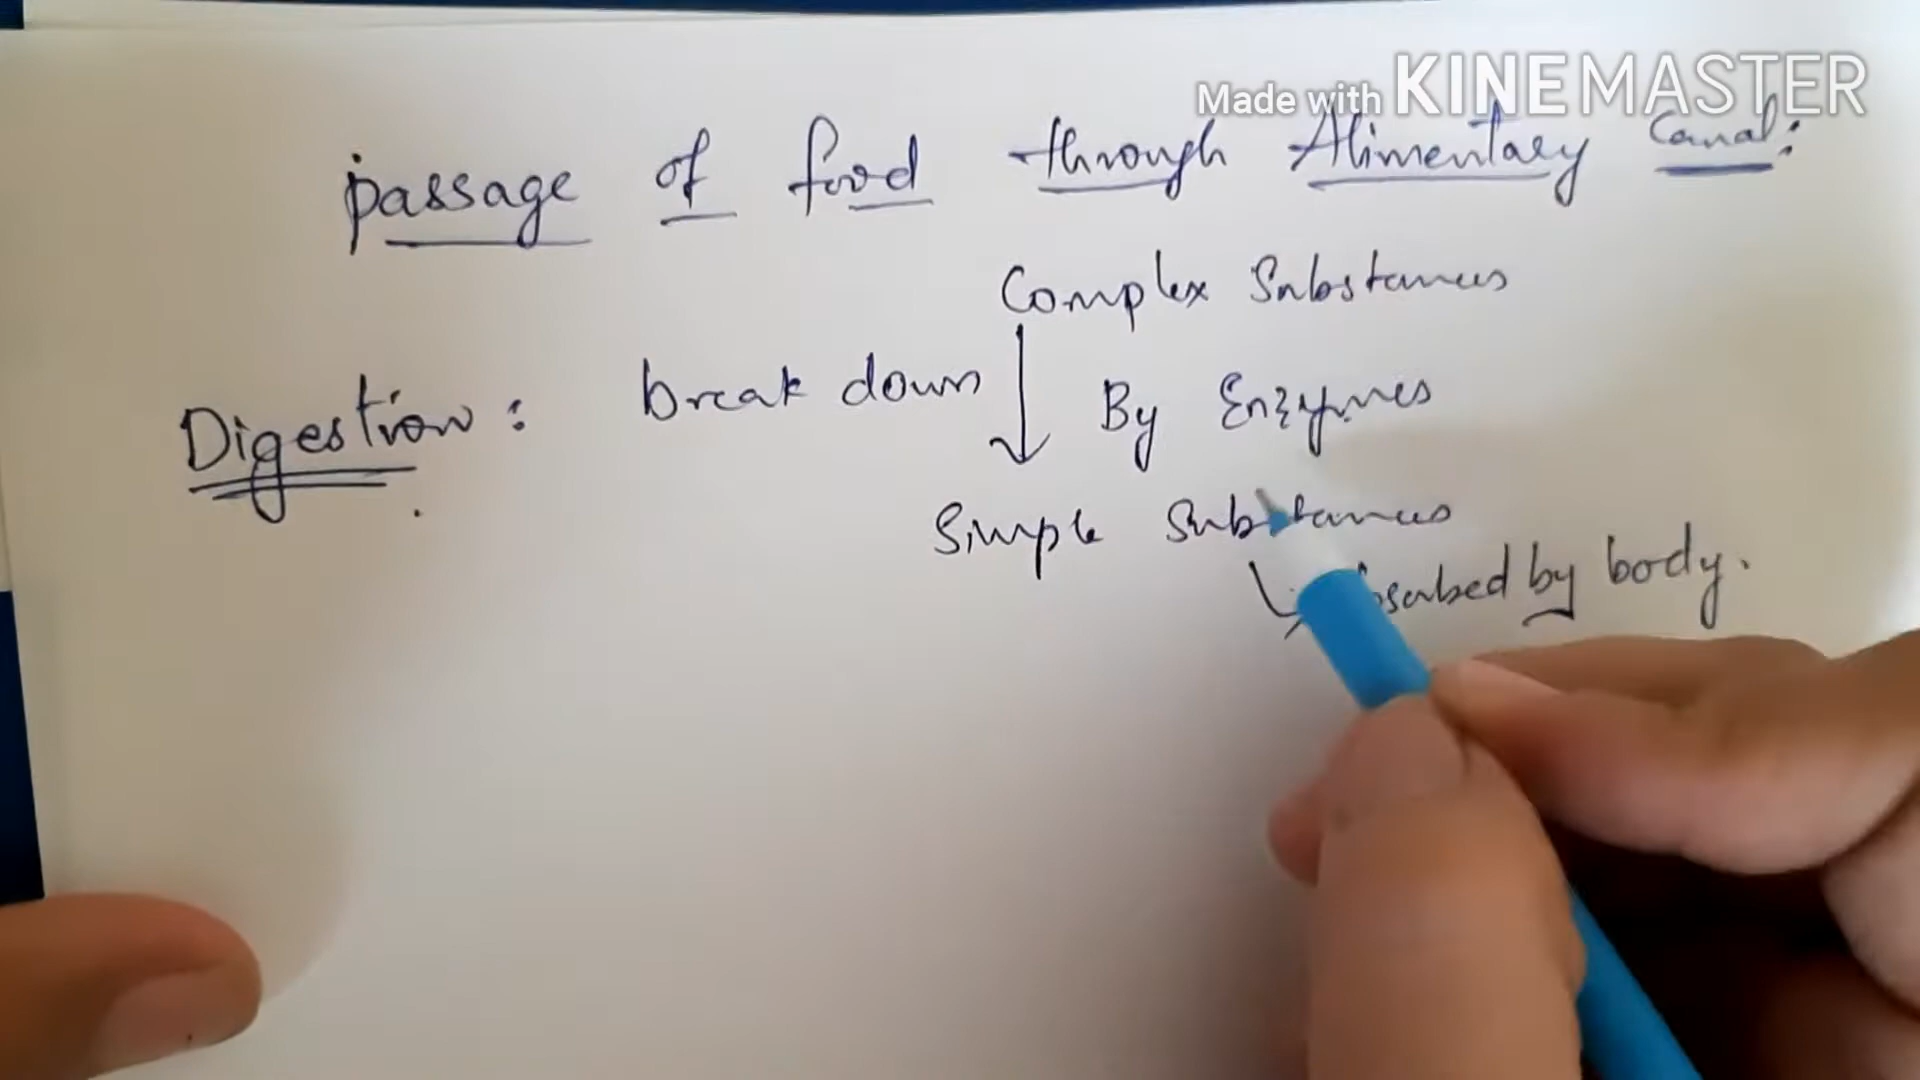 Made with KINEMASTER
passage of food through Alimentary Canal:
Complex Substances
Digestion: break down By Enzymes
Simple Substances
by body.